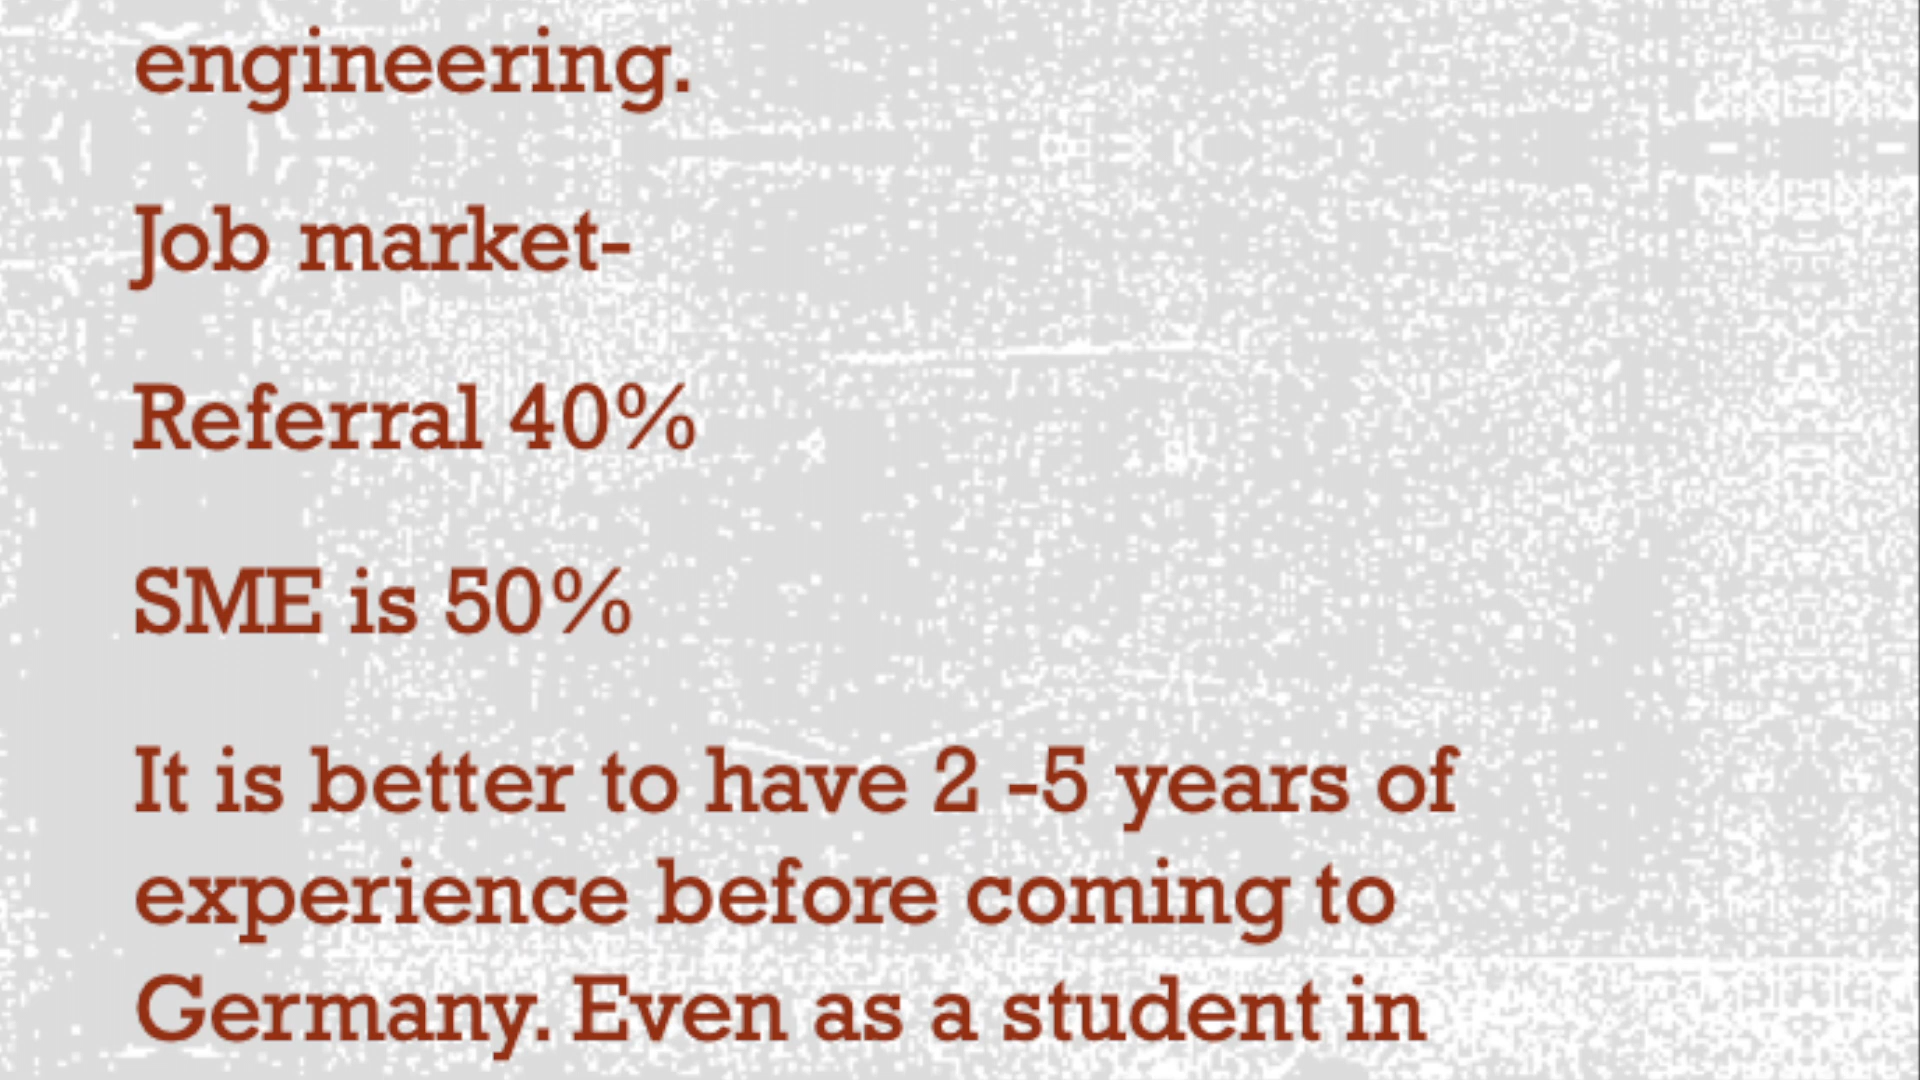 engineering.
Job market-
Referral 40%
SME is 50%
It is better to have 2 -5 years of
experience before coming to
Germany. Even as a student in